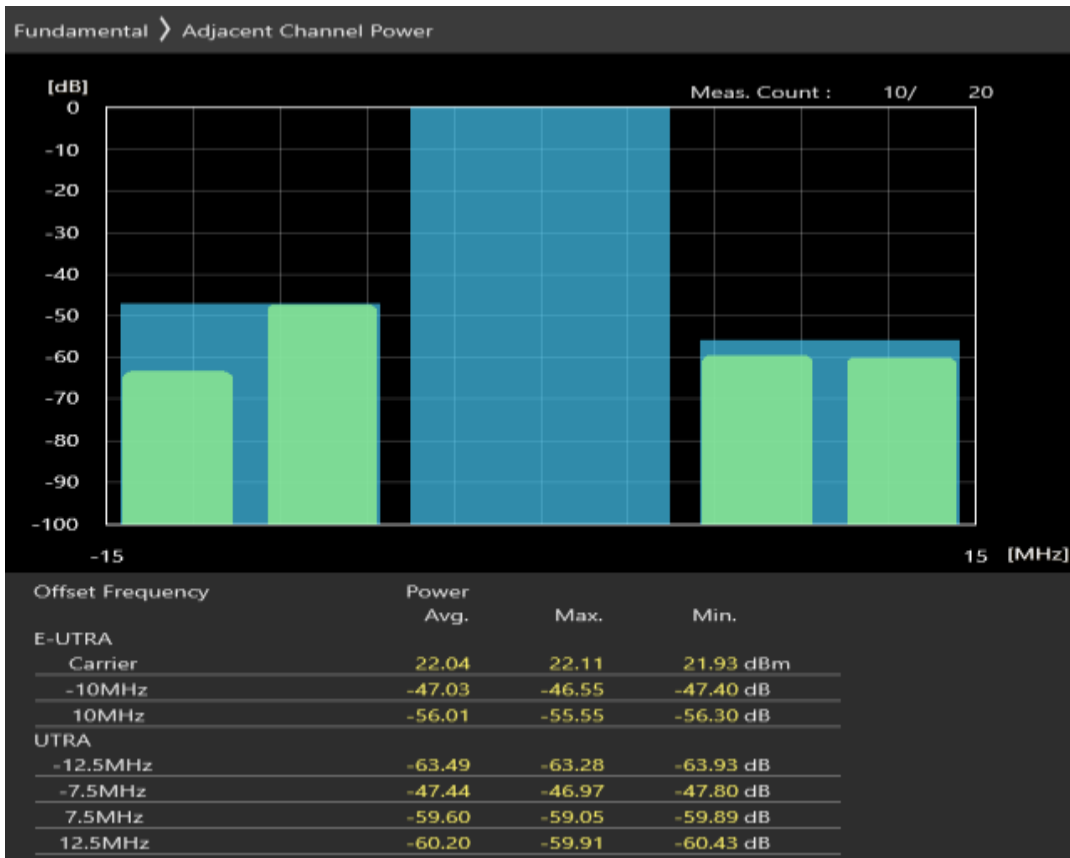 Fundamental 〉 Adjacent Channel Power
[dB]
Meas. Count : 10/ 20
0
-10
-20
-30
-40
-50
-60
-70
-80
-90
-100
-15 15 [MHz]
Offset Frequency Power
Avg. Max. Min.
E-UTRA
Carrier 22.04 22.11 21.93 dBm
-10MHz -47.03 -46.55 -47.40 dB
10MHz -56.01 -55.55 -56.30 dB
UTRA
-12.5MHz -63.49 -63.28 -63.93 dB
-7.5MHz -47.44 -46.97 -47.80 dB
7.5MHz -59.60 -59.05 -59.89 dB
12.5MHz -60.20 -59.91 -60.43 dB